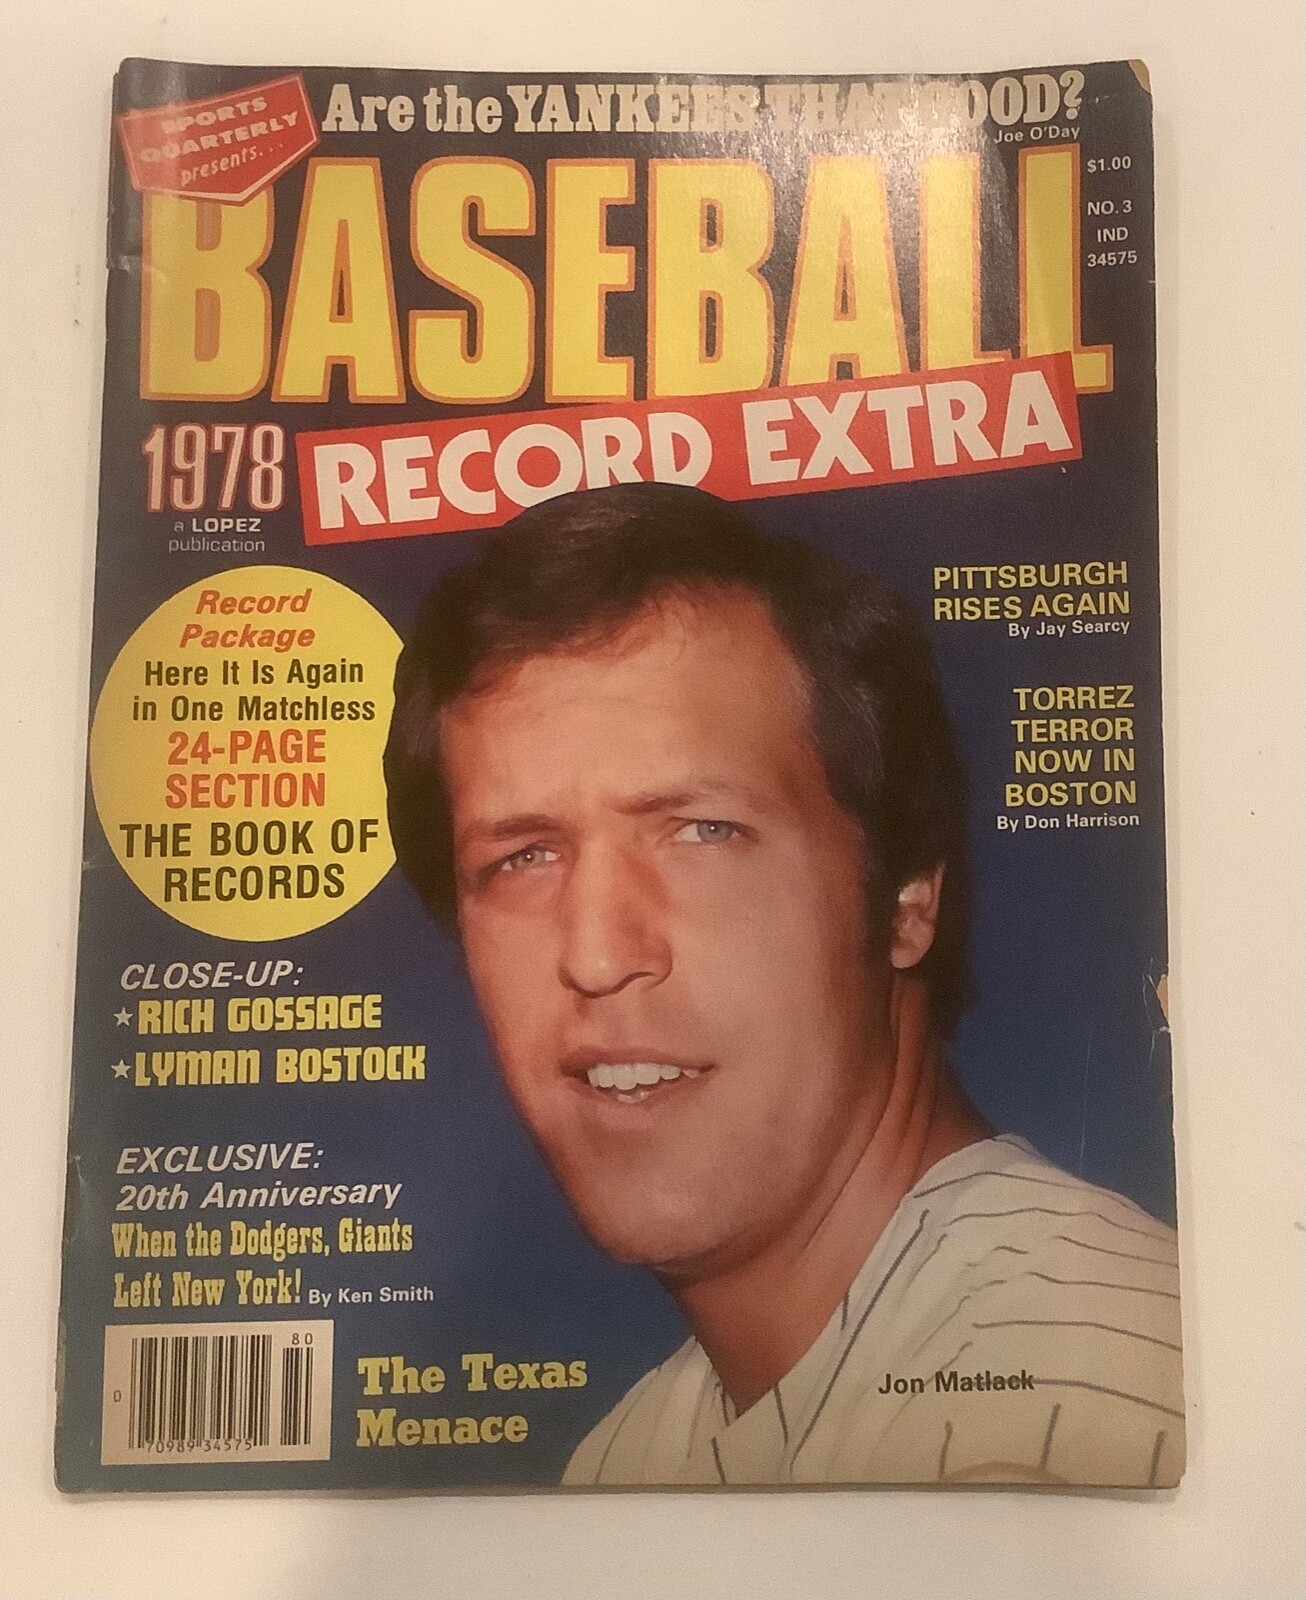 SPORTS
QUARTERLY
presents...
Are the YANKEES THAT GOOD?
Joe O'Day
BASEBALL
$1.00
NO. 3
IND
34575
1978
RECORD EXTRA
a LOPEZ
publication
Record
Package
Here It Is Again
in One Matchless
24-PAGE
SECTION
THE BOOK OF
RECORDS
PITTSBURGH
RISES AGAIN
By Jay Searcy
TORREZ
TERROR
NOW IN
BOSTON
By Don Harrison
CLOSE-UP:
★RICH GOSSAGE
★LYMAN BOSTOCK
EXCLUSIVE:
20th Anniversary
When the Dodgers, Giants
Left New York! By Ken Smith
80
0
70989 34575
The Texas
Menace
Jon Matlack